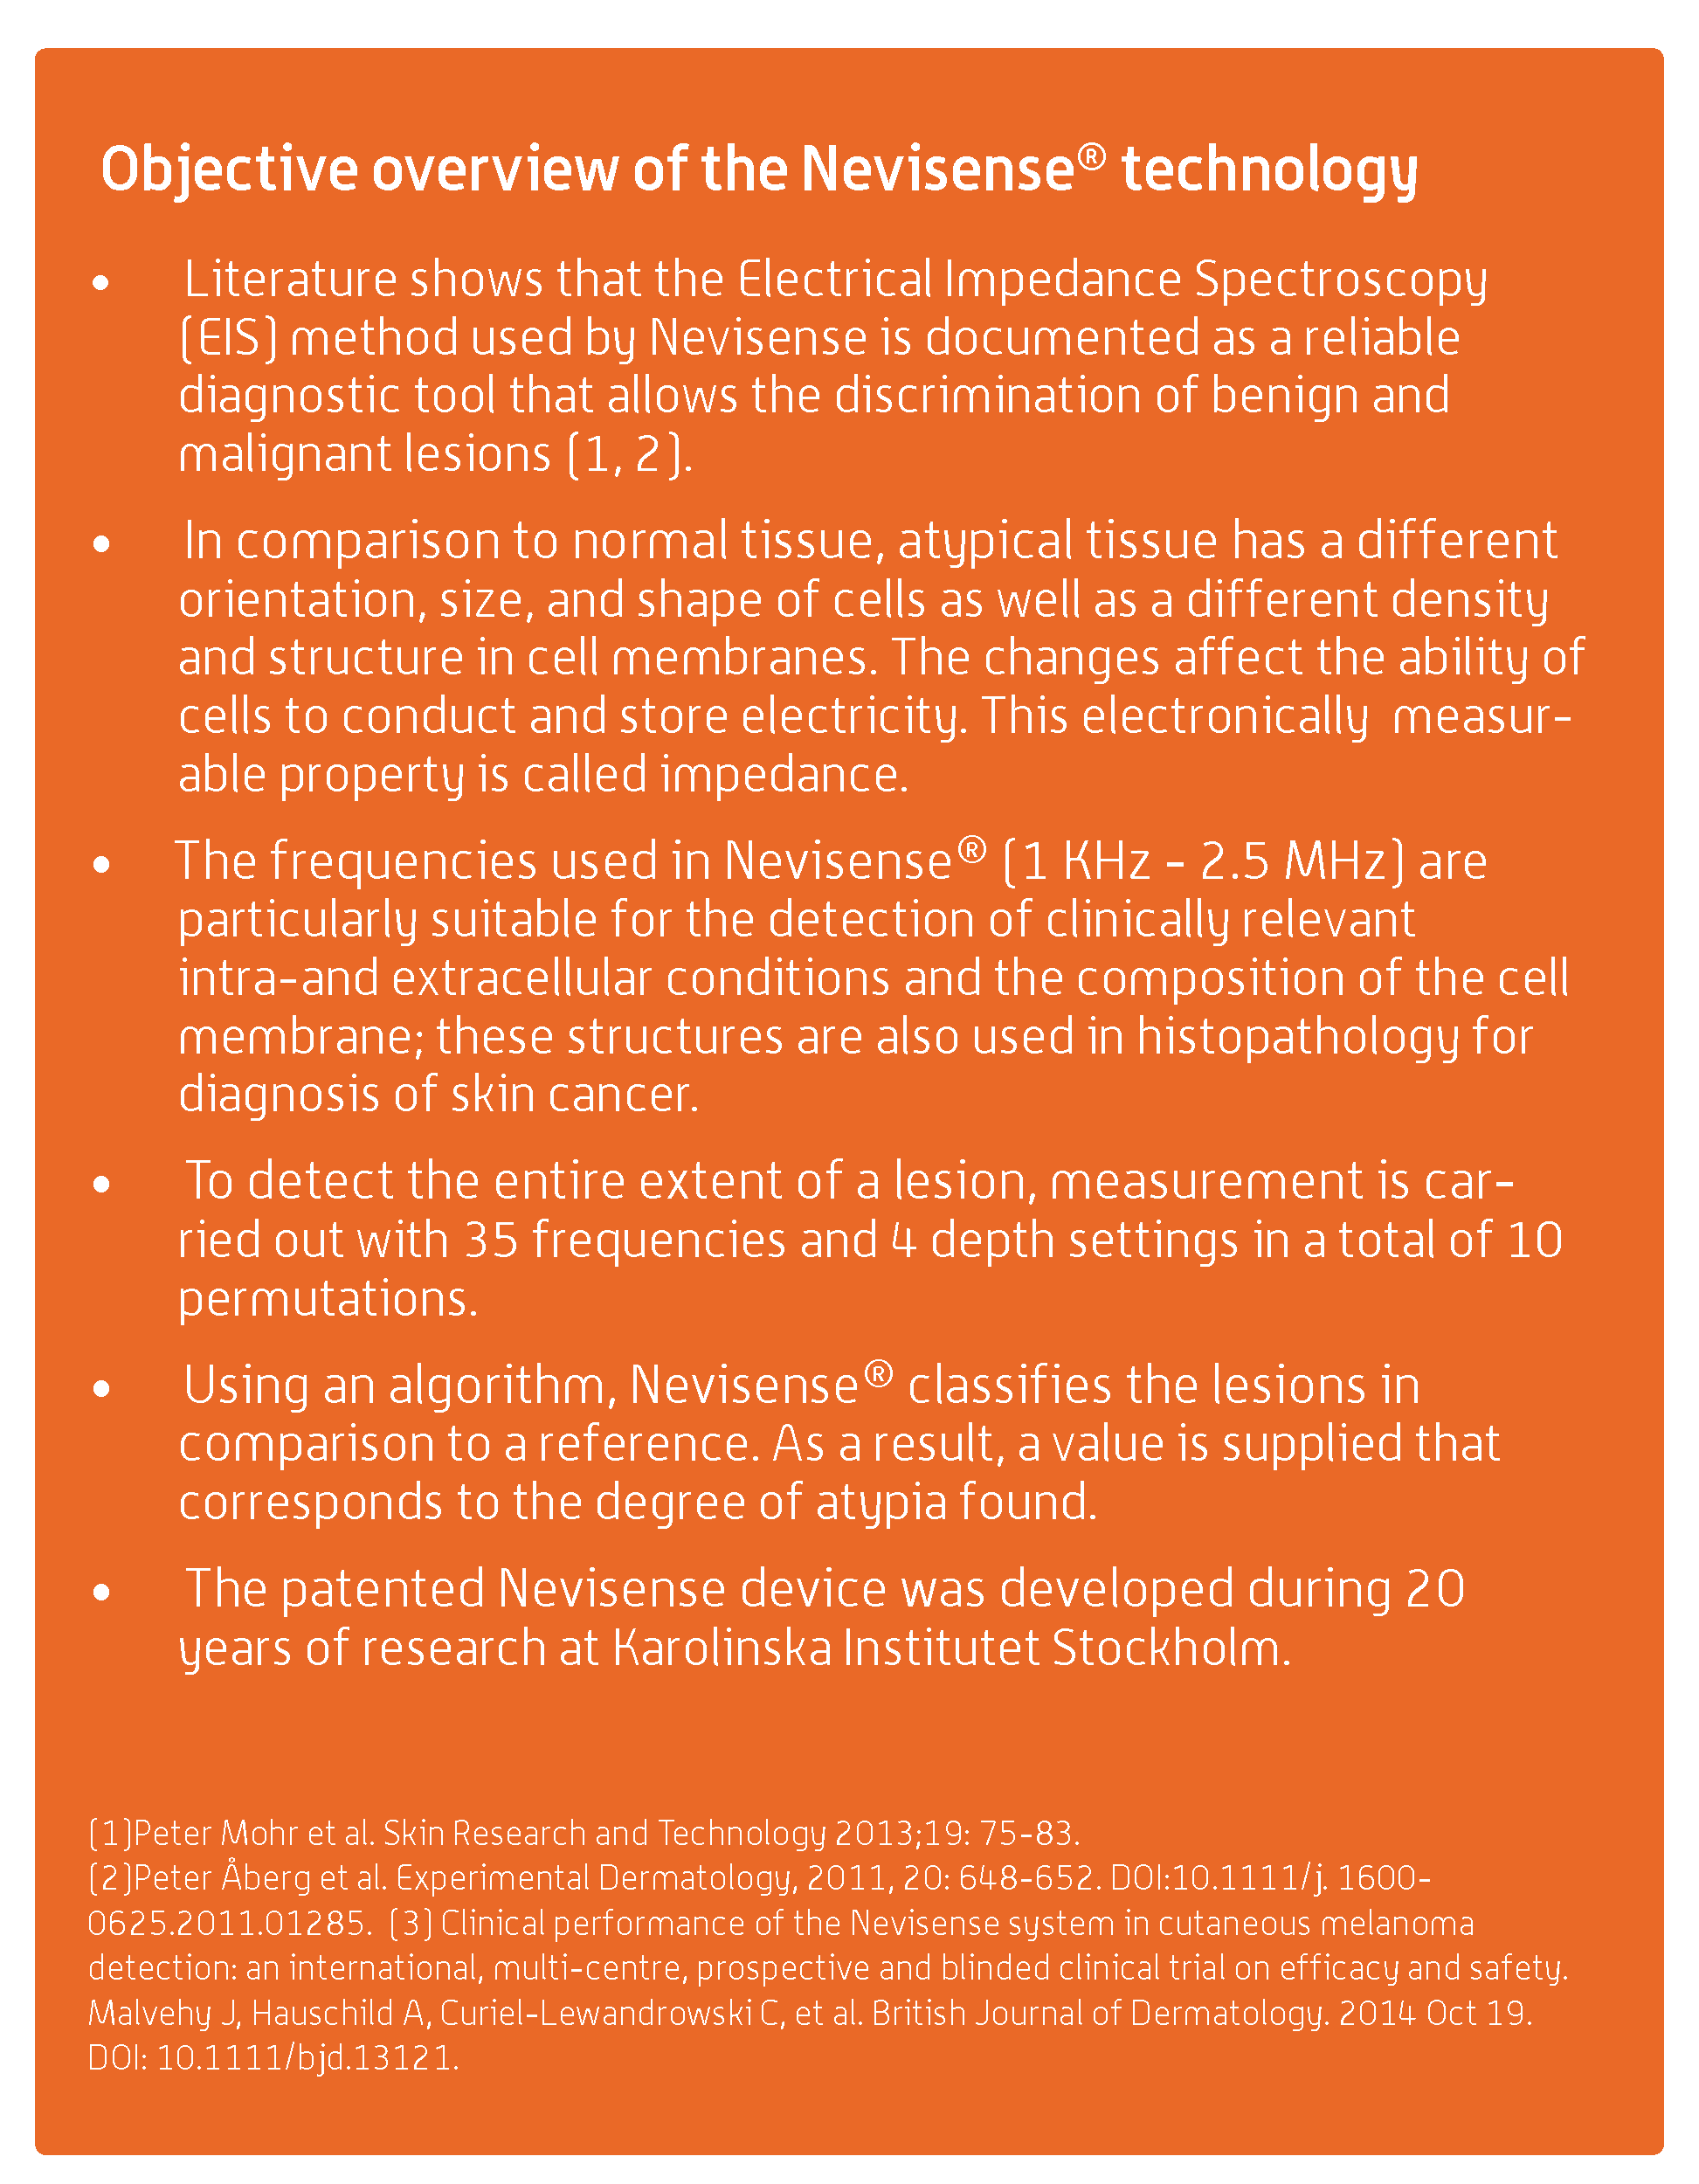 Objective overview of the Nevisense® technology
• Literature shows that the Electrical Impedance Spectroscopy
(EIS) method used by Nevisense is documented as a reliable
diagnostic tool that allows the discrimination of benign and
malignant lesions (1, 2).
• In comparison to normal tissue, atypical tissue has a different
orientation, size, and shape of cells as well as a different density
and structure in cell membranes. The changes affect the ability of
cells to conduct and store electricity. This electronically measur-
able property is called impedance.
• The frequencies used in Nevisense® (1 KHz - 2.5 MHz) are
particularly suitable for the detection of clinically relevant
intra-and extracellular conditions and the composition of the cell
membrane; these structures are also used in histopathology for
diagnosis of skin cancer.
• To detect the entire extent of a lesion, measurement is car-
ried out with 35 frequencies and 4 depth settings in a total of 10
permutations.
• Using an algorithm, Nevisense® classifies the lesions in
comparison to a reference. As a result, a value is supplied that
corresponds to the degree of atypia found.
• The patented Nevisense device was developed during 20
years of research at Karolinska Institutet Stockholm.
(1)Peter Mohr et al. Skin Research and Technology 2013;19: 75-83.
(2)Peter Åberg et al. Experimental Dermatology, 2011, 20: 648-652. DOI:10.1111/j. 1600-
0625.2011.01285. (3) Clinical performance of the Nevisense system in cutaneous melanoma
detection: an international, multi-centre, prospective and blinded clinical trial on efficacy and safety.
Malvehy J, Hauschild A, Curiel-Lewandrowski C, et al. British Journal of Dermatology. 2014 Oct 19.
DOI: 10.1111/bjd.13121.